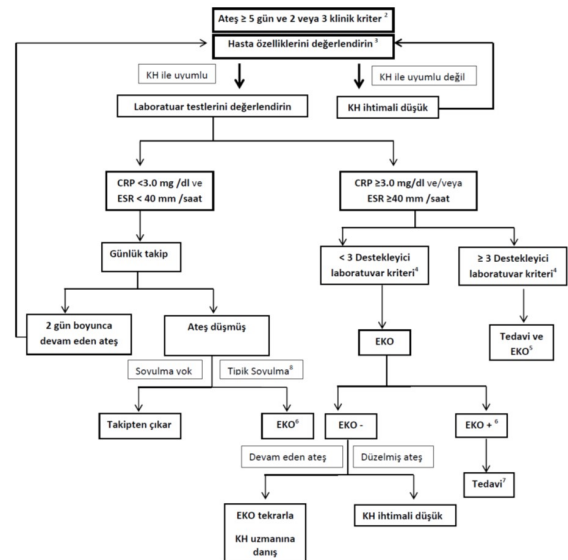 Ateş ≥ 5 gün ve 2 veya 3 klinik kriter 2
Hasta özelliklerini değerlendirin 3
KH ile uyumlu
KH ile uyumlu değil
Laboratuar testlerini değerlendirin
KH ihtimali düşük
CRP <3.0 mg /dl ve
ESR < 40 mm /saat
CRP ≥3.0 mg/dl ve/veya
ESR ≥40 mm/saat
Günlük takip
< 3 Destekleyici
laboratuvar kriteri4
≥ 3 Destekleyici
laboratuvar kriteri4
2 gün boyunca
devam eden ateş
Ateş düşmüş
EKO
Tedavi ve
EKO5
Soyulma yok
Tipik Soyulma8
Takipten çıkar
EKO6
EKO -
EKO + 6
Devam eden ateş
Düzelmiş ateş
Tedavi7
EKO tekrarla
KH uzmanına
danış
KH ihtimali düşük